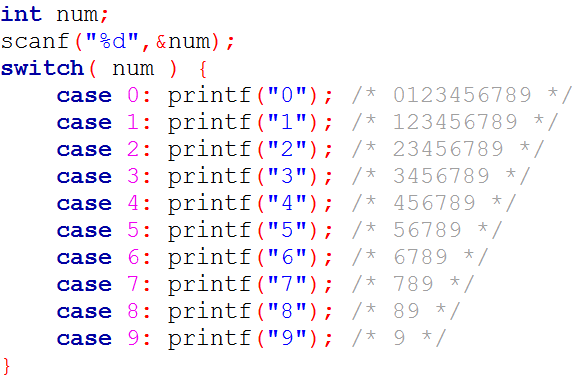 int num;
scanf("%d",&num);
switch( num ) {
    case 0: printf("0"); /* 0123456789 */
    case 1: printf("1"); /* 123456789 */
    case 2: printf("2"); /* 23456789 */
    case 3: printf("3"); /* 3456789 */
    case 4: printf("4"); /* 456789 */
    case 5: printf("5"); /* 56789 */
    case 6: printf("6"); /* 6789 */
    case 7: printf("7"); /* 789 */
    case 8: printf("8"); /* 89 */
    case 9: printf("9"); /* 9 */
}